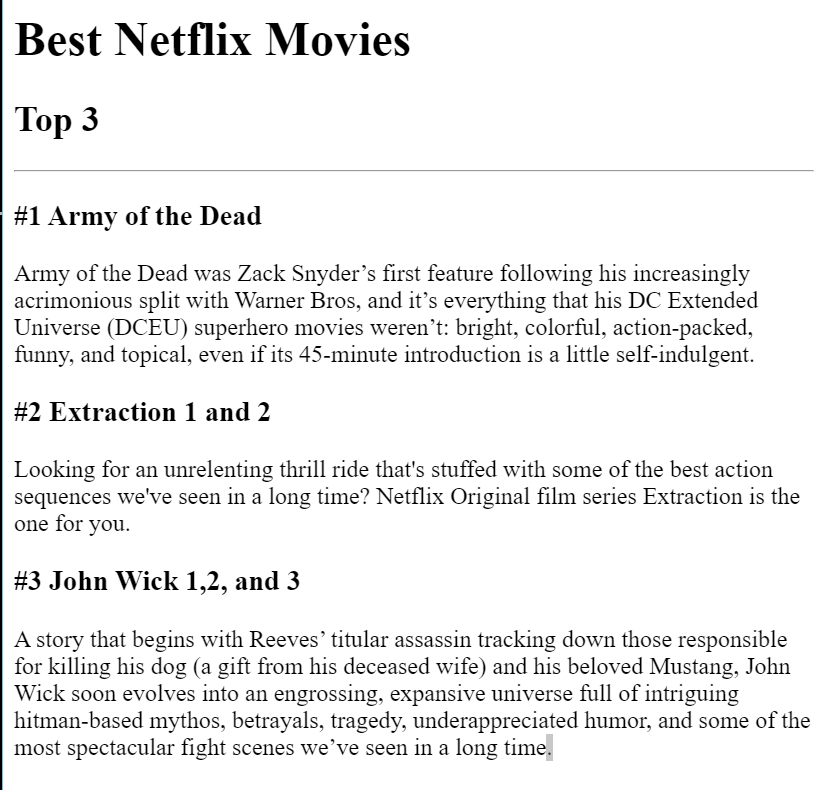 Best Netflix Movies
Top 3
#1 Army of the Dead
Army of the Dead was Zack Snyder’s first feature following his increasingly
acrimonious split with Warner Bros, and it’s everything that his DC Extended
Universe (DCEU) superhero movies weren’t: bright, colorful, action-packed,
funny, and topical, even if its 45-minute introduction is a little self-indulgent.
#2 Extraction 1 and 2
Looking for an unrelenting thrill ride that's stuffed with some of the best action
sequences we've seen in a long time? Netflix Original film series Extraction is the
one for you.
#3 John Wick 1,2, and 3
A story that begins with Reeves’ titular assassin tracking down those responsible
for killing his dog (a gift from his deceased wife) and his beloved Mustang, John
Wick soon evolves into an engrossing, expansive universe full of intriguing
hitman-based mythos, betrayals, tragedy, underappreciated humor, and some of the
most spectacular fight scenes we’ve seen in a long time.